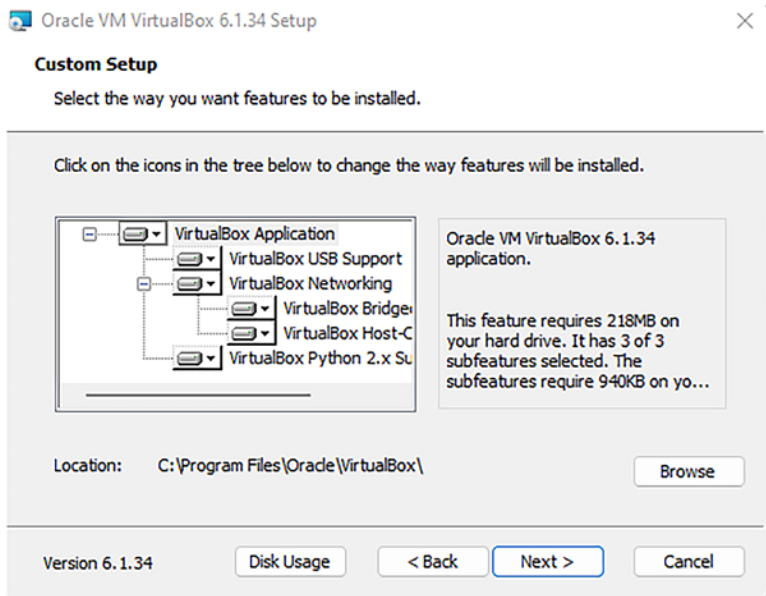 Oracle VM VirtualBox 6.1.34 Setup
Custom Setup
Select the way you want features to be installed.
Click on the icons in the tree below to change the way features will be installed.
VirtualBox Application
VirtualBox USB Support
VirtualBox Networking
VirtualBox Bridge
VirtualBox Host-C
VirtualBox Python 2.x Su
Oracle VM VirtualBox 6.1.34
application.
This feature requires 218MB on
your hard drive. It has 3 of 3
subfeatures selected. The
subfeatures require 940KB on yo...
Location: C:\Program Files\Oracle\VirtualBox\
Browse
Version 6.1.34
Disk Usage
< Back
Next >
Cancel